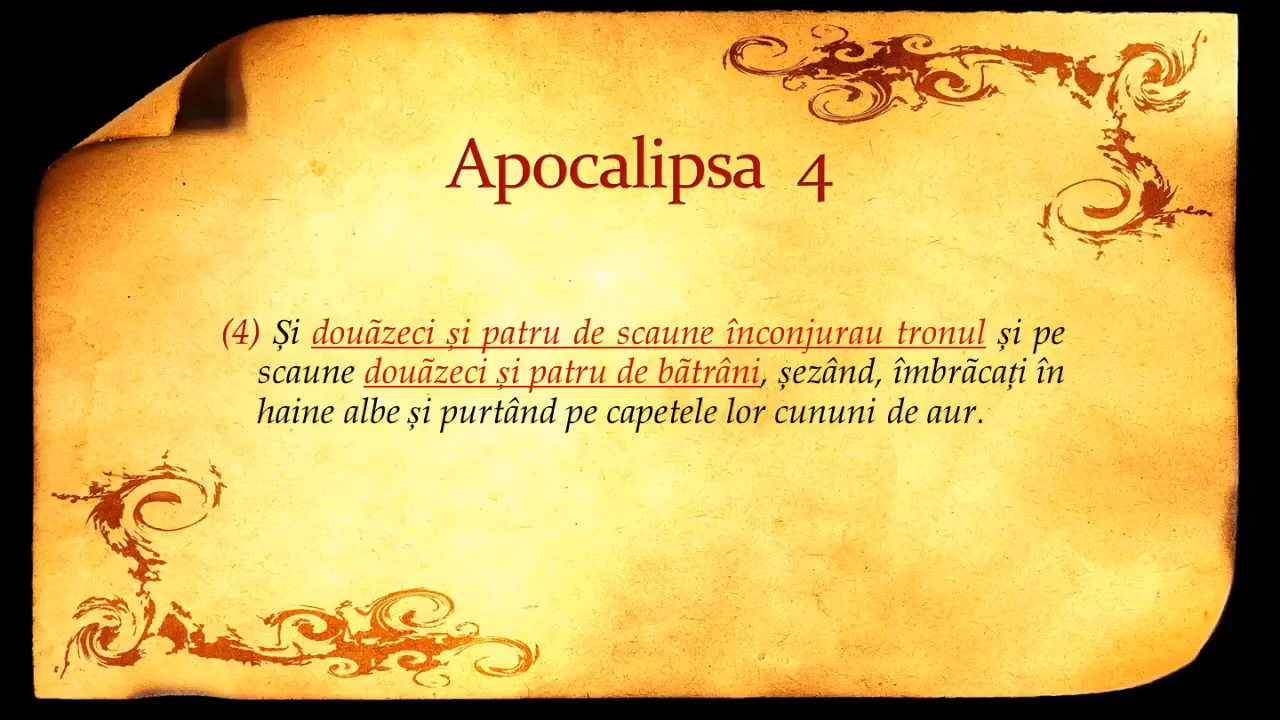 Apocalipsa 4
(4) Și douãzeci și patru de scaune înconjurau tronul și pe
scaune douãzeci și patru de bãtrâni, șezând, îmbrãcați în
haine albe și purtând pe capetele lor cununi de aur.